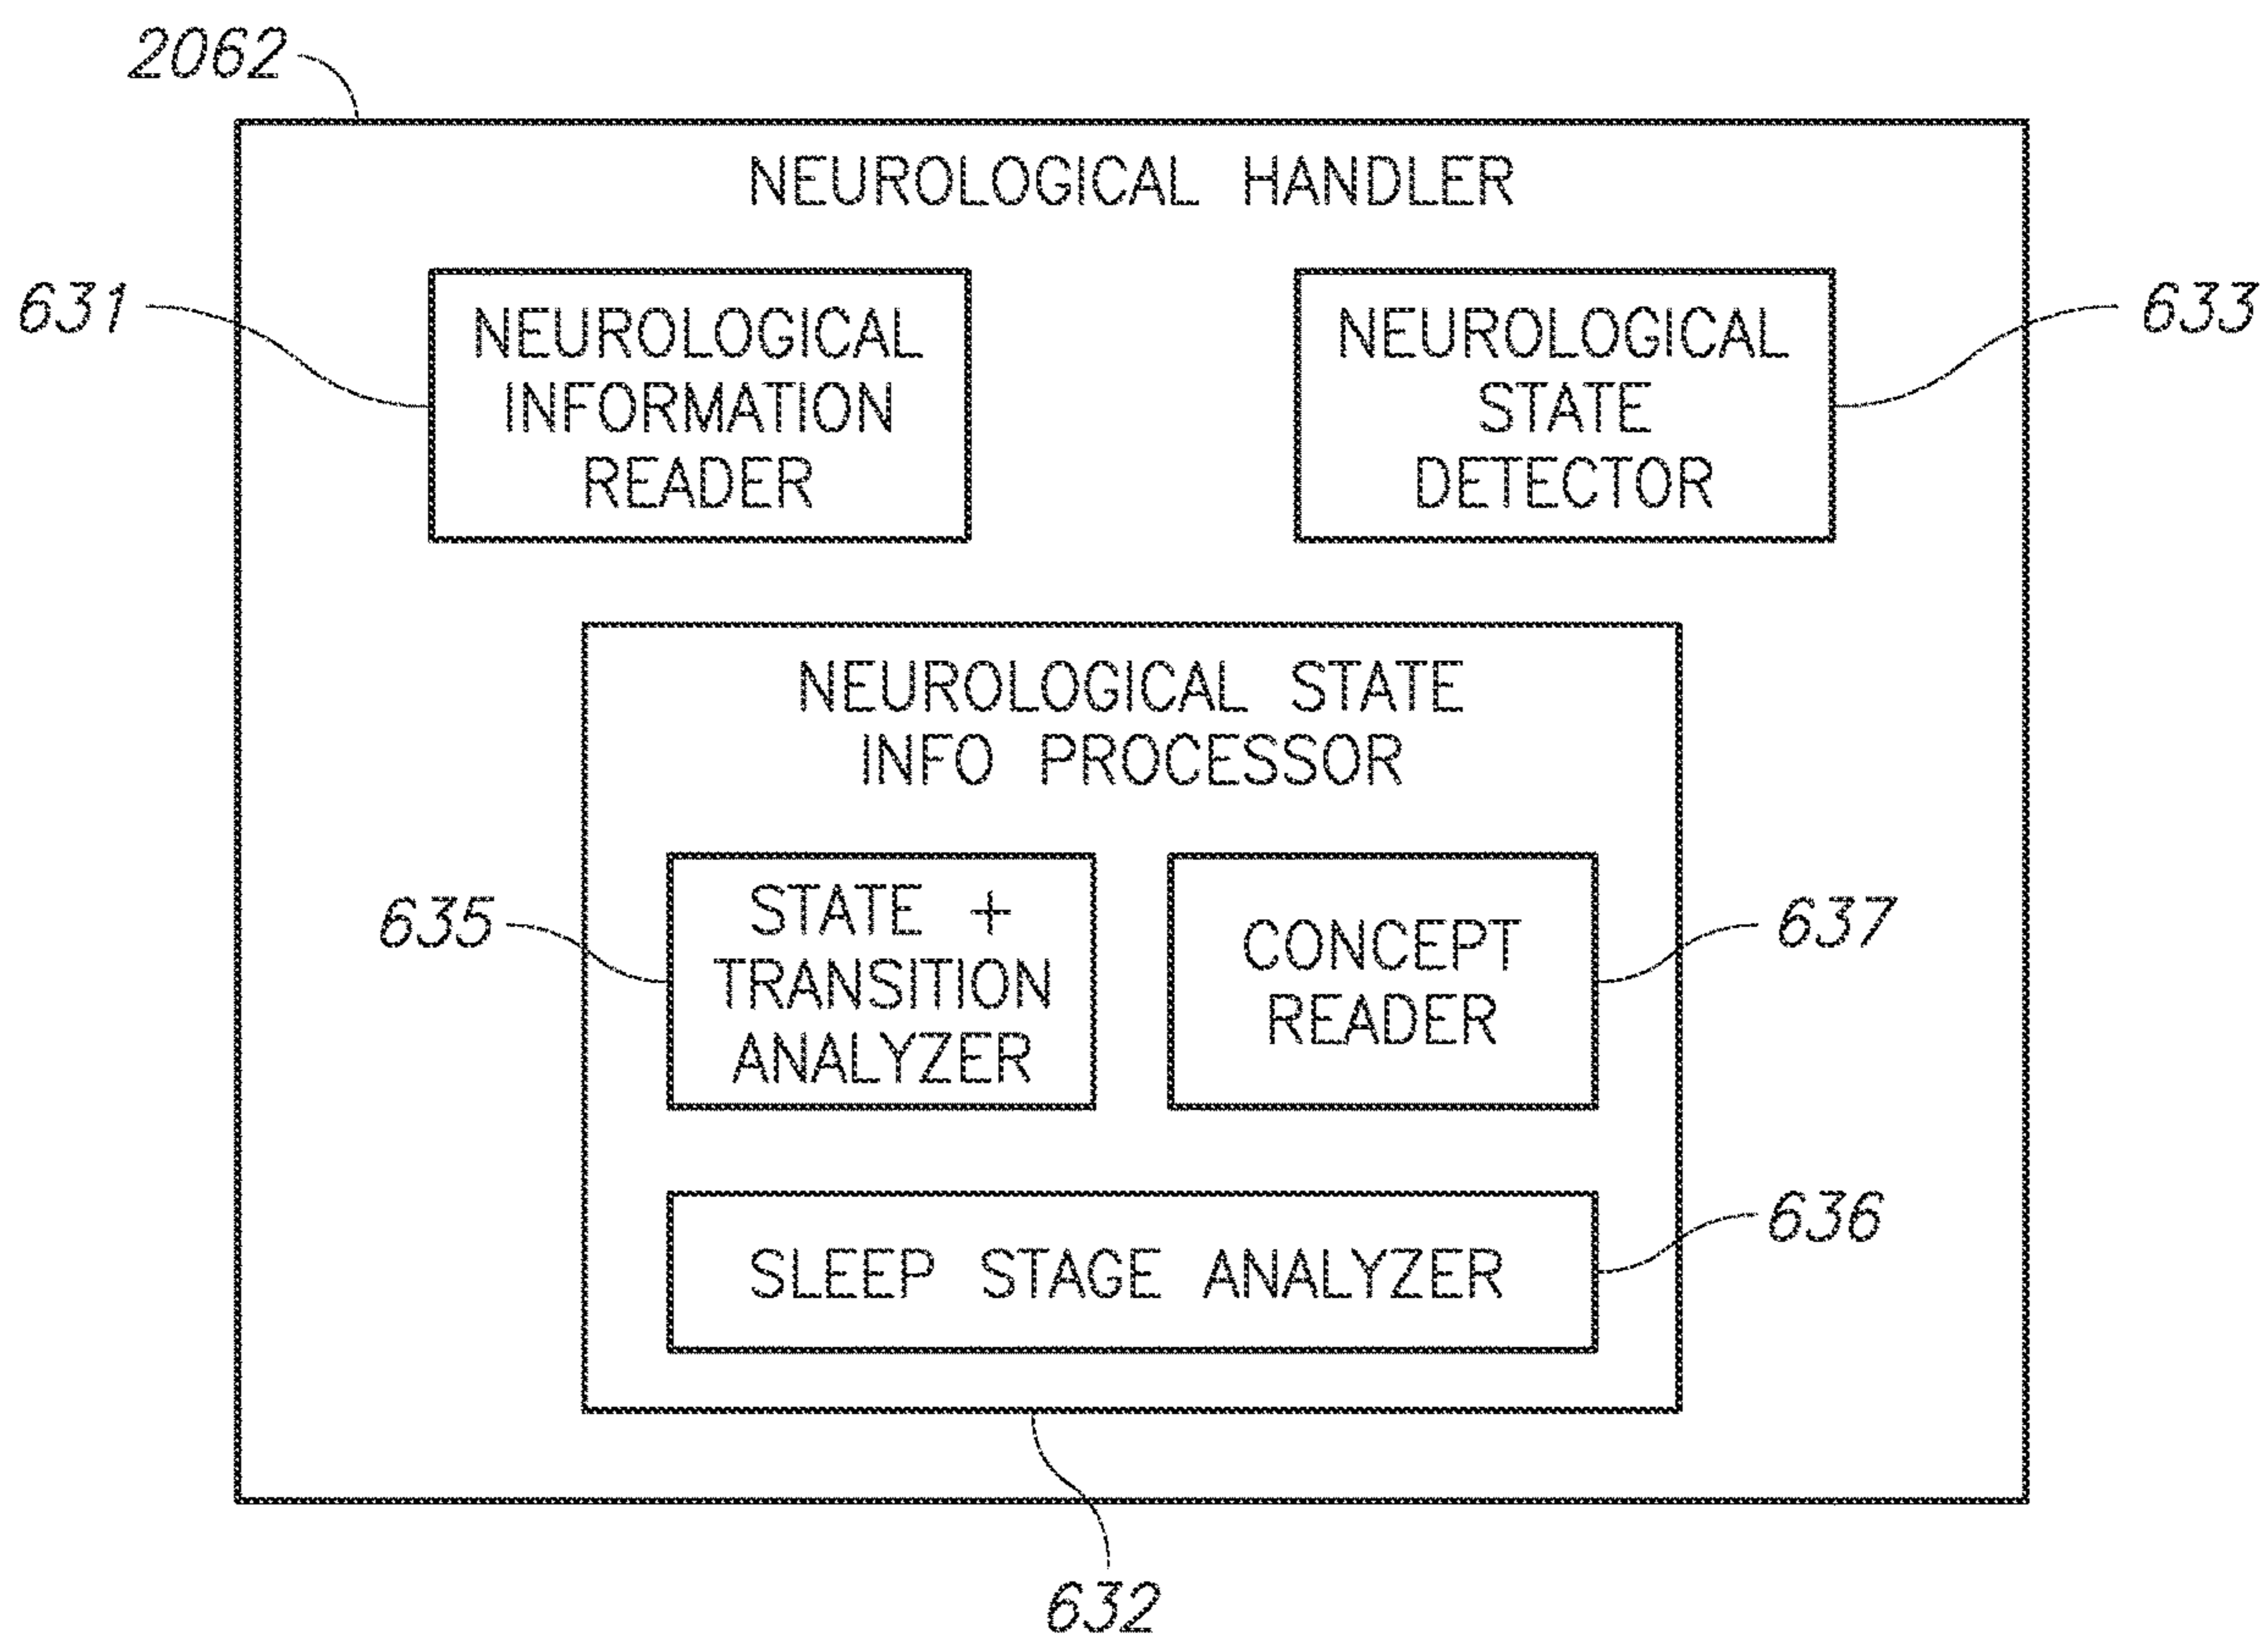 2062
NEUROLOGICAL HANDLER
631
NEUROLOGICAL
INFORMATION
READER
NEUROLOGICAL
STATE
DETECTOR
633
NEUROLOGICAL STATE
INFO PROCESSOR
635
STATE +
TRANSITION
ANALYZER
CONCEPT
READER
637
SLEEP STAGE ANALYZER
636
632